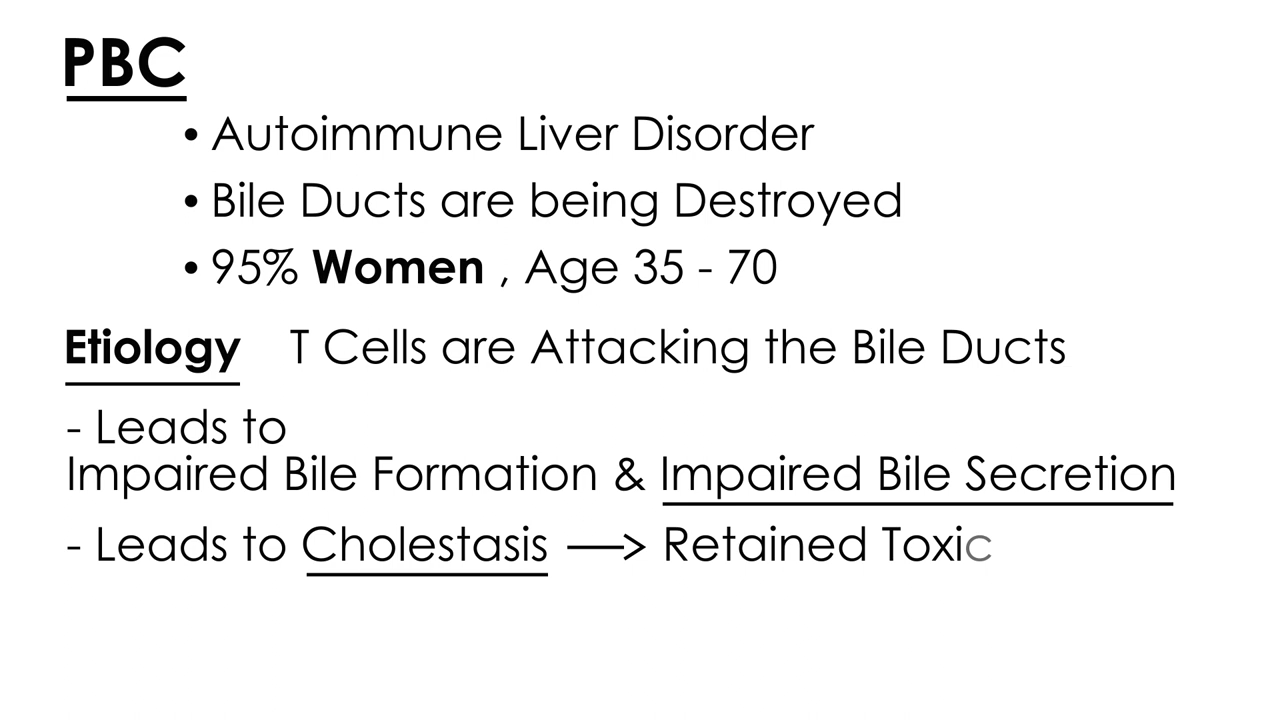 PBC
• Autoimmune Liver Disorder
• Bile Ducts are being Destroyed
• 95% Women , Age 35 - 70
Etiology T Cells are Attacking the Bile Ducts
- Leads to
Impaired Bile Formation & Impaired Bile Secretion
- Leads to Cholestasis —> Retained Toxic